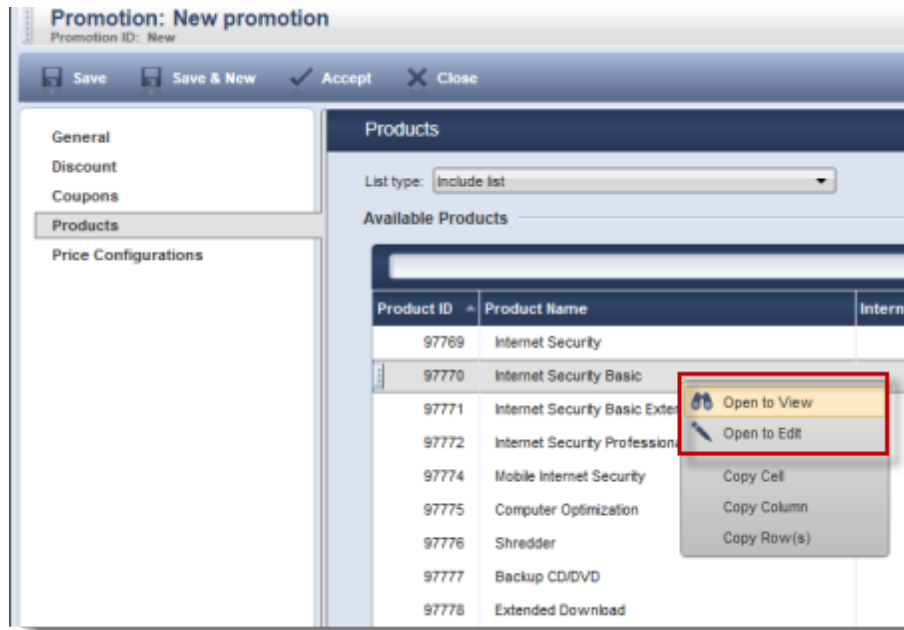 Promotion: New promotion
Promotion ID: New
Save Save & New Accept Close
General
Discount
Coupons
Products
Price Configurations
Products
List type: Include list
Available Products
Product ID Product Name Intern
97769 Internet Security
97770 Internet Security Basic
97771 Internet Security Basic Exter
97772 Internet Security Professiona
97774 Mobile Internet Security
97775 Computer Optimization
97776 Shredder
97777 Backup CD/DVD
97778 Extended Download
Open to View
Open to Edit
Copy Cell
Copy Column
Copy Row(s)